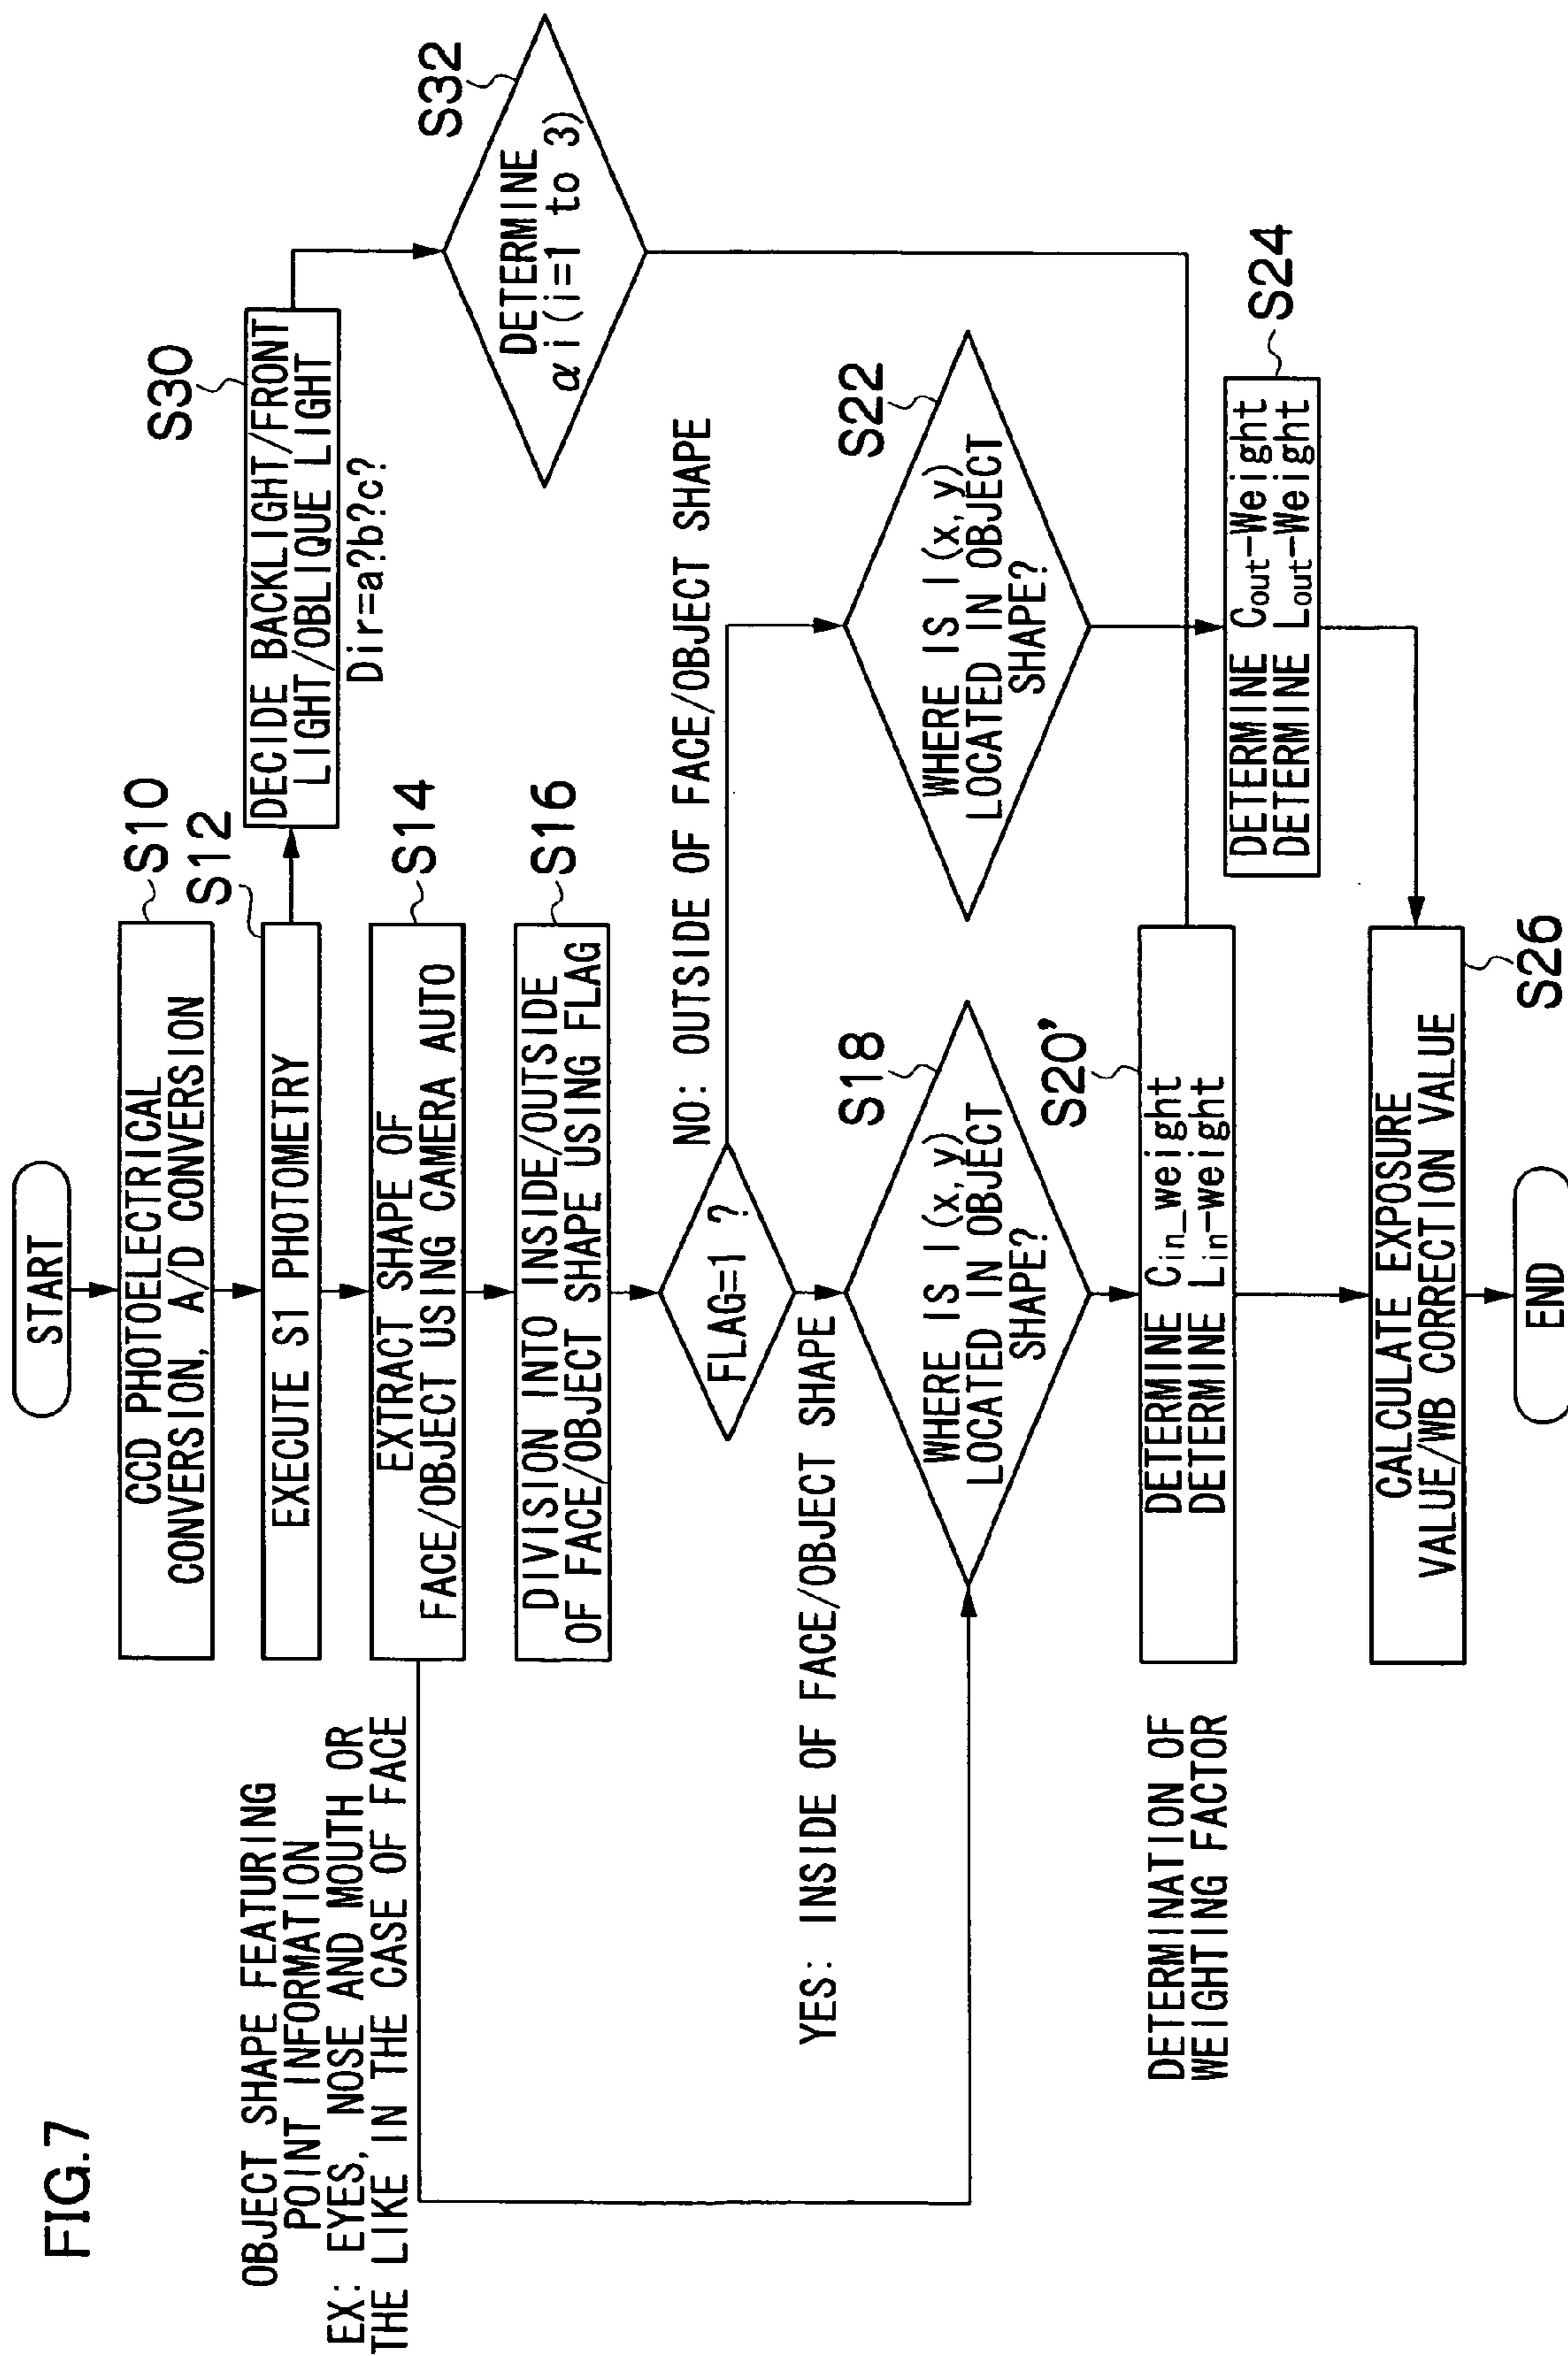 FIG.7
START
CCD PHOTOELECTRICAL
CONVERSION, A/D CONVERSION
S10
EXECUTE S1 PHOTOMETRY
S12
DECIDE BACKLIGHT/FRONT
LIGHT/OBLIQUE LIGHT
Dir=a?b?c?
S30
DETERMINE
αi(i=1 to 3)
S32
OBJECT SHAPE FEATURING
POINT INFORMATION
EX: EYES, NOSE AND MOUTH OR
THE LIKE, IN THE CASE OF FACE
EXTRACT SHAPE OF
FACE/OBJECT USING CAMERA AUTO
S14
DIVISION INTO INSIDE/OUTSIDE
OF FACE/OBJECT SHAPE USING FLAG
S16
FLAG=1 ?
NO: OUTSIDE OF FACE/OBJECT SHAPE
YES: INSIDE OF FACE/OBJECT SHAPE
WHERE IS I(x,y)
LOCATED IN OBJECT
SHAPE?
S18
WHERE IS I(x,y)
LOCATED IN OBJECT
SHAPE?
S22
DETERMINATION OF
WEIGHTING FACTOR
DETERMINE Cin_weight
DETERMINE Lin-Weight
S20'
DETERMINE Cout-Weight
DETERMINE Lout-Weight
S24
CALCULATE EXPOSURE
VALUE/WB CORRECTION VALUE
S26
END